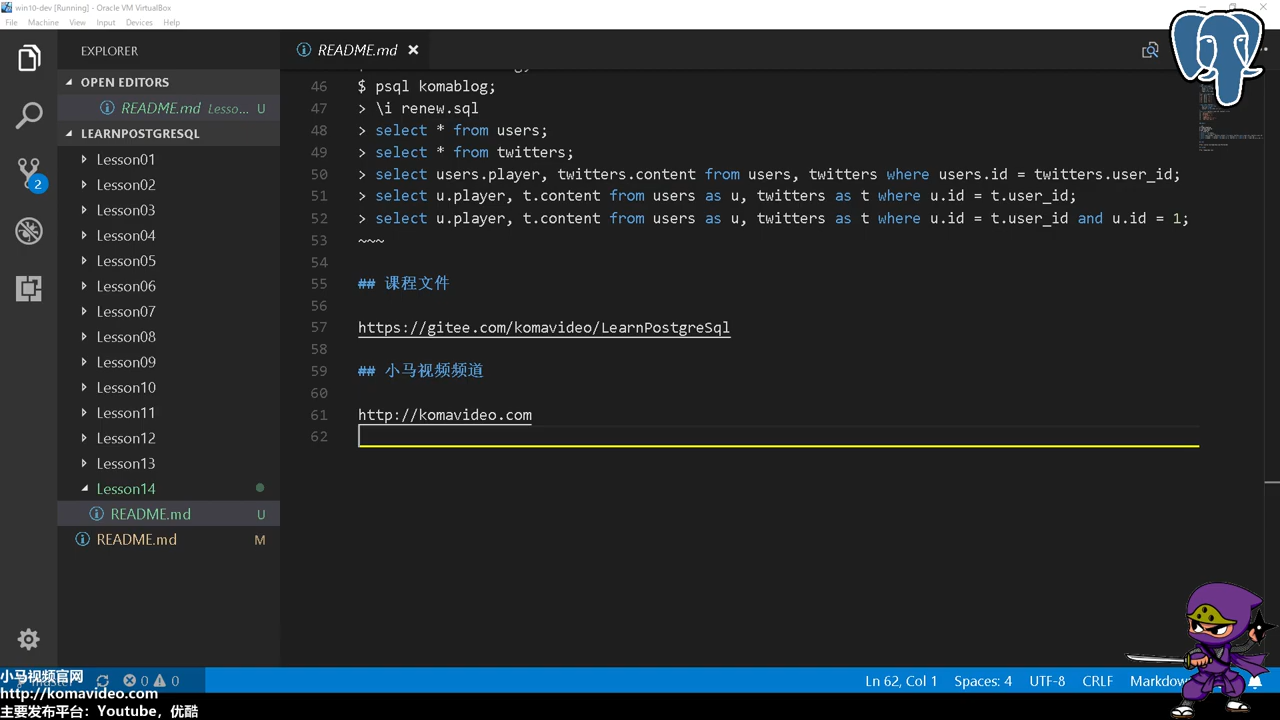 win10-dev [Running] - Oracle VM VirtualBox
File Machine View Input Devices Help
EXPLORER
README.md
OPEN EDITORS
README.md Lesso... U
LEARNPOSTGRESQL
Lesson01
Lesson02
Lesson03
Lesson04
Lesson05
Lesson06
Lesson07
Lesson08
Lesson09
Lesson10
Lesson11
Lesson12
Lesson13
Lesson14
README.md U
README.md M
2
46 $ psql komablog;
47 > \i renew.sql
48 > select * from users;
49 > select * from twitters;
50 > select users.player, twitters.content from users, twitters where users.id = twitters.user_id;
51 > select u.player, t.content from users as u, twitters as t where u.id = t.user_id;
52 > select u.player, t.content from users as u, twitters as t where u.id = t.user_id and u.id = 1;
53 ~~~
54
55 ## 课程文件
56
57 https://gitee.com/komavideo/LearnPostgreSql
58
59 ## 小马视频频道
60
61 http://komavideo.com
62
0 0
Ln 62, Col 1 Spaces: 4 UTF-8 CRLF
小马视频官网
http://komavideo.com
主要发布平台：Youtube，优酷